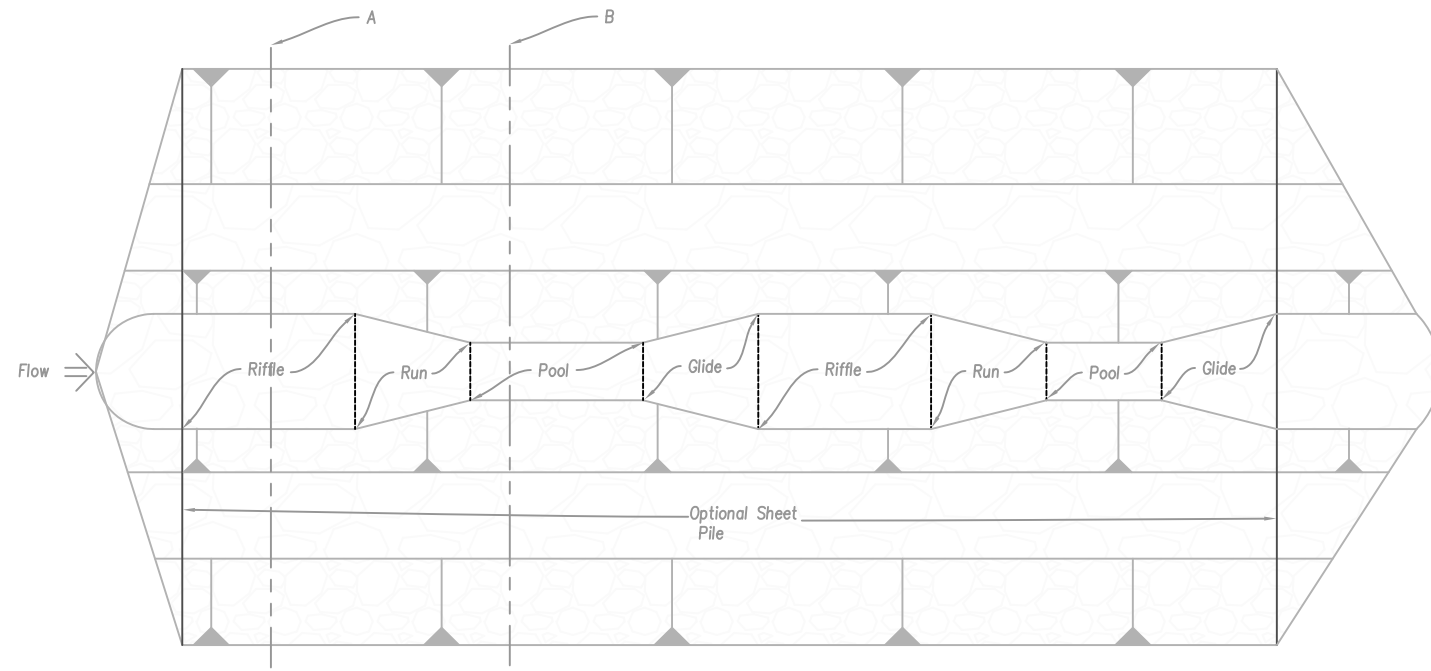 A
B
Flow
Riffle
Run
Pool
Glide
Riffle
Run
Pool
Glide
Optional Sheet
Pile